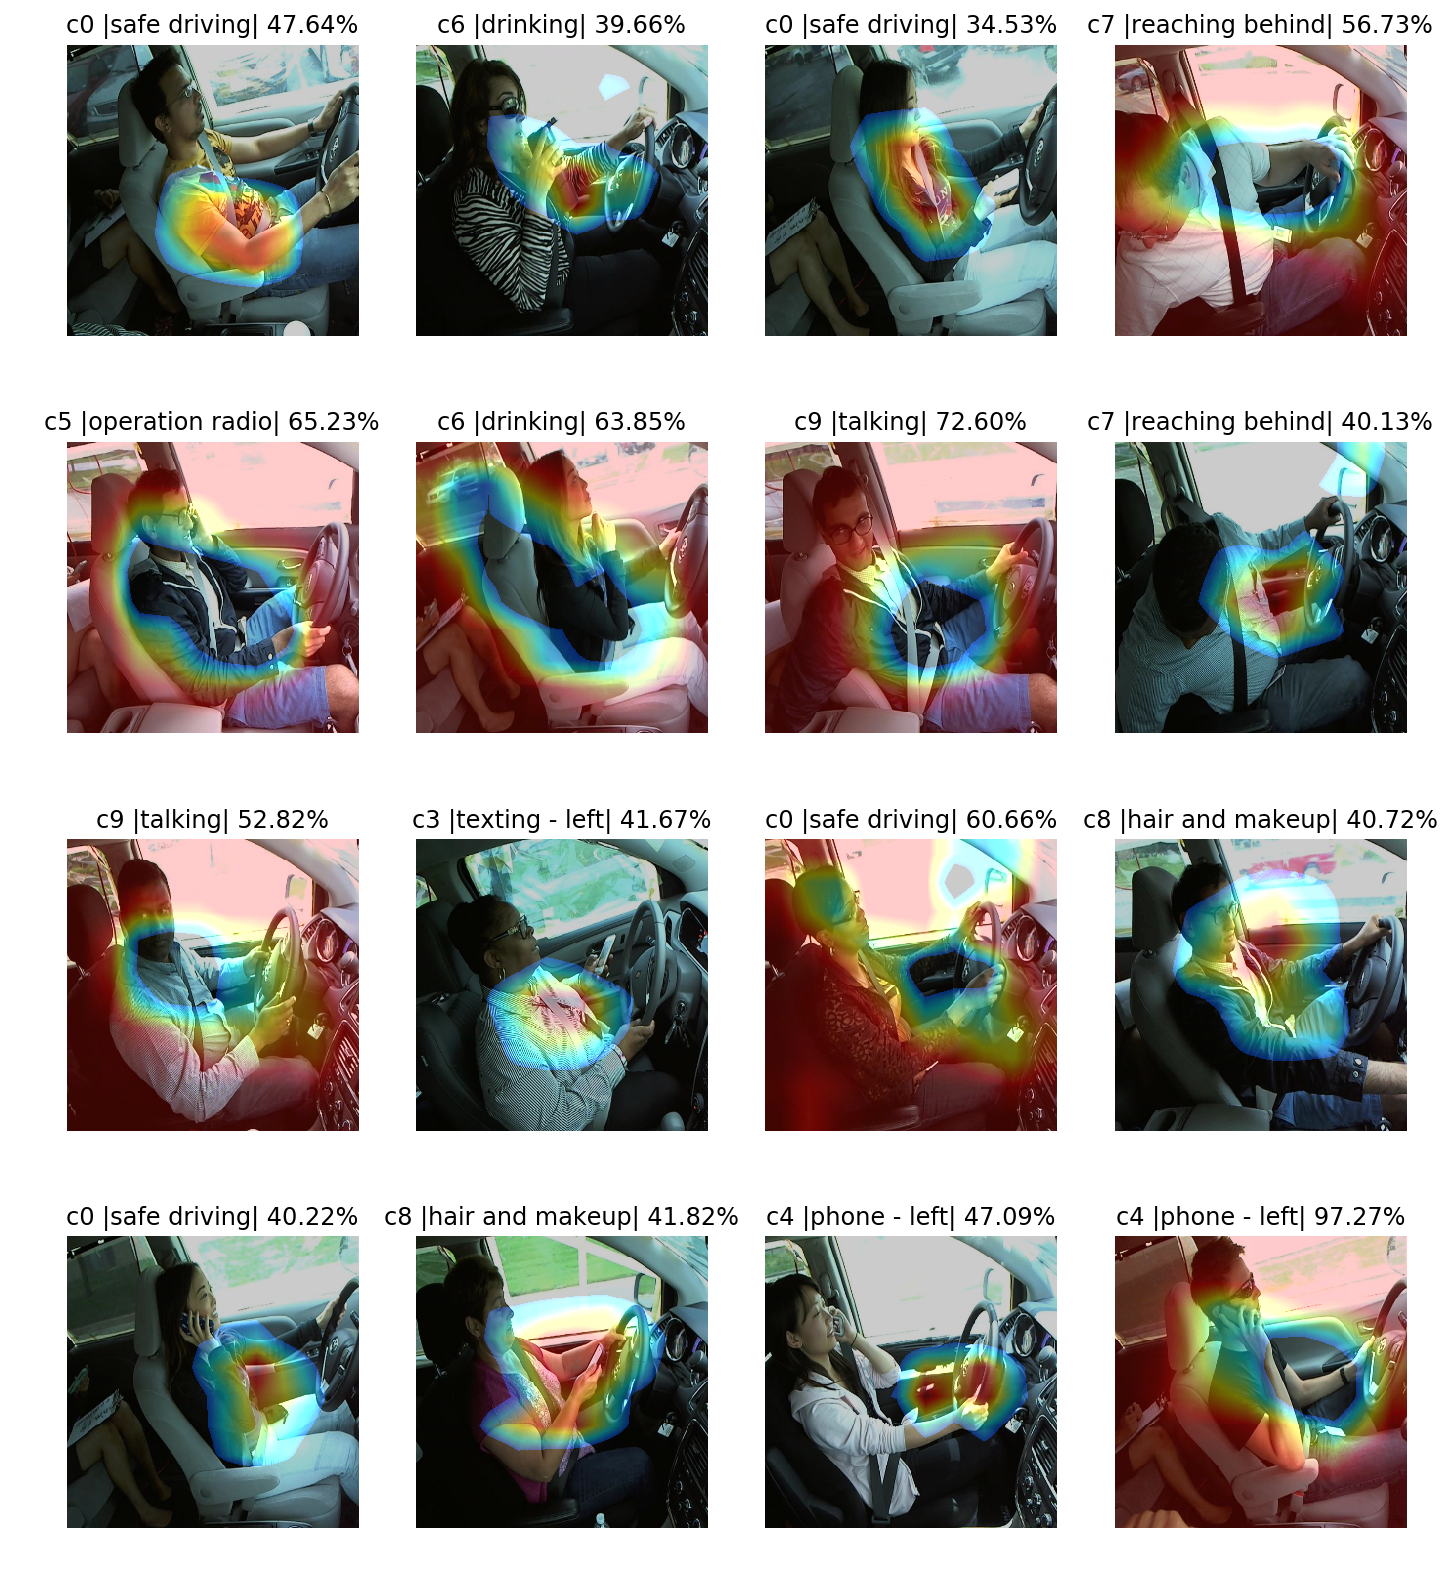 c0 |safe driving| 47.64%
c6 |drinking| 39.66%
c0 |safe driving| 34.53%
c7 |reaching behind| 56.73%
c5 |operation radio| 65.23%
c6 |drinking| 63.85%
c9 |talking| 72.60%
c7 |reaching behind| 40.13%
c9 |talking| 52.82%
c3 |texting - left| 41.67%
c0 |safe driving| 60.66%
c8 |hair and makeup| 40.72%
c0 |safe driving| 40.22%
c8 |hair and makeup| 41.82%
c4 |phone - left| 47.09%
c4 |phone - left| 97.27%